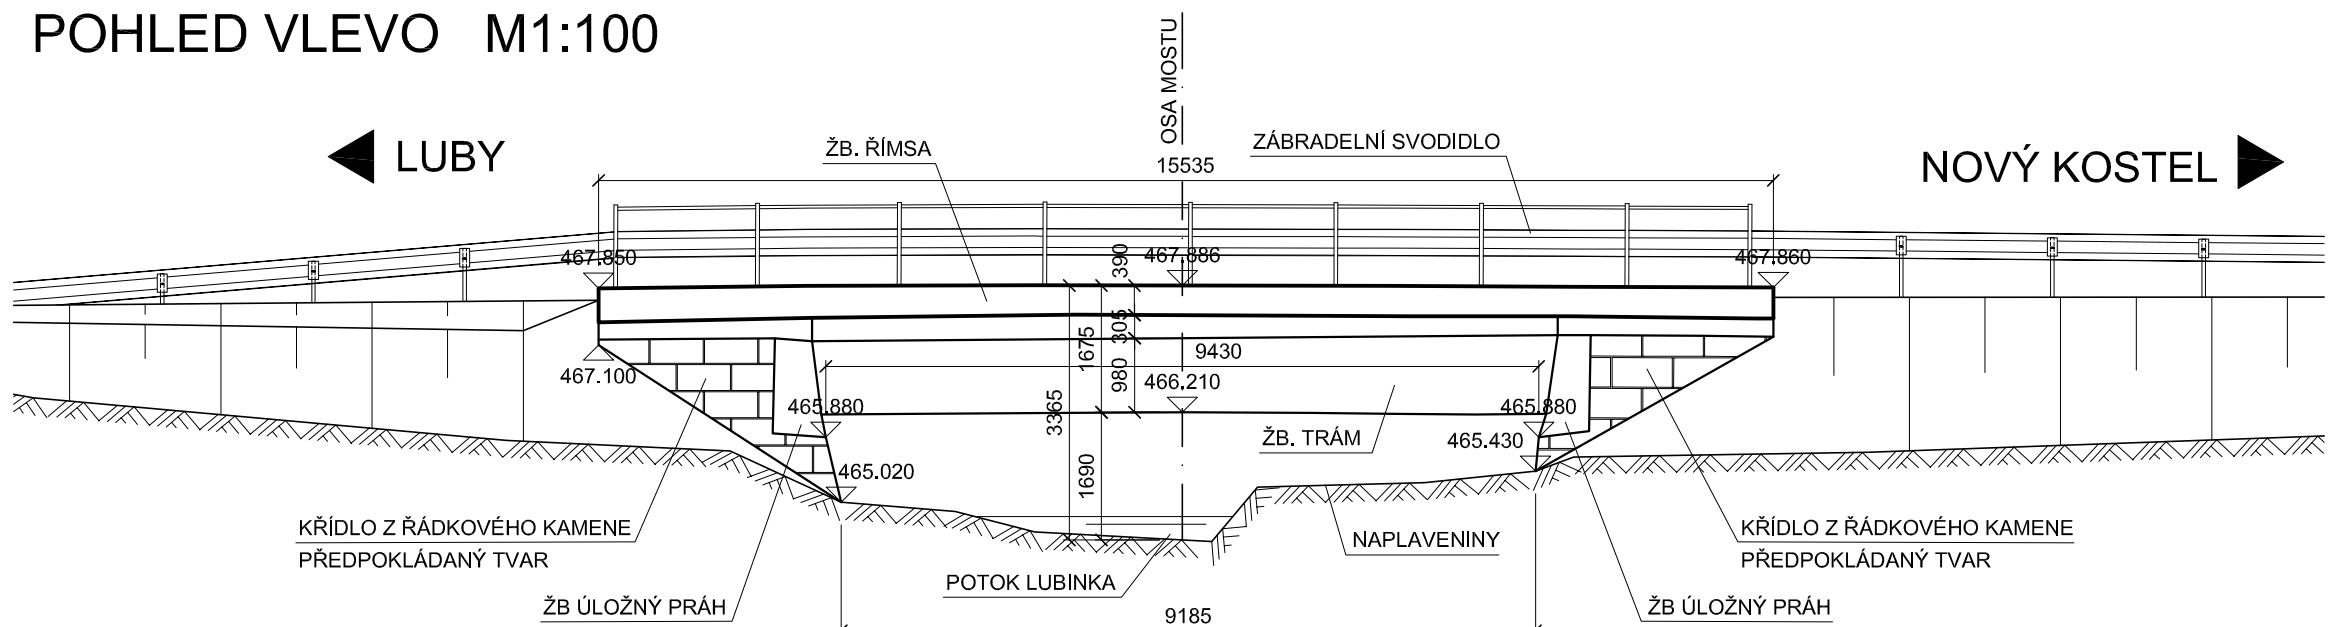 POHLED VLEVO M1:100
OSA MOSTU
LUBY
ŽB. ŘÍMSA
ZÁBRADELNÍ SVODIDLO
NOVÝ KOSTEL
15535
467.850
390
467.886
467.860
305
1675
9430
467.100
980
466.210
3365
465.880
465.880
ŽB. TRÁM
465.430
465.020
1690
KŘÍDLO Z ŘÁDKOVÉHO KAMENE
PŘEDPOKLÁDANÝ TVAR
NAPLAVENINY
KŘÍDLO Z ŘÁDKOVÉHO KAMENE
PŘEDPOKLÁDANÝ TVAR
POTOK LUBINKA
ŽB ÚLOŽNÝ PRÁH
9185
ŽB ÚLOŽNÝ PRÁH